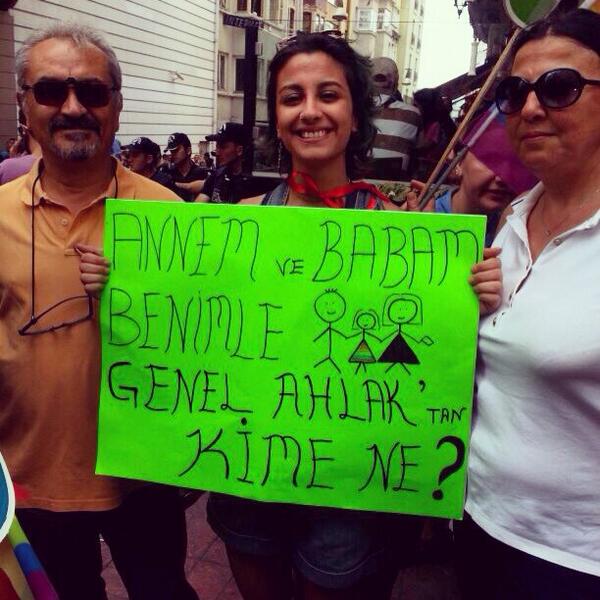 ANNEM VE BABAM
BENİMLE
GENEL AHLAK'TAN
KİME NE?